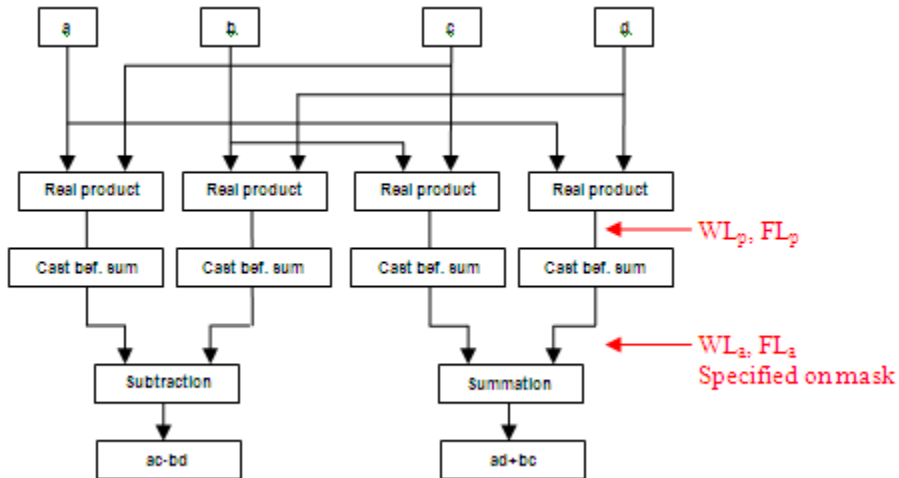 a b c d
Real product Real product Real product Real product
WLp, FLp
Cast bef. sum Cast bef. sum Cast bef. sum Cast bef. sum
WLa, FLa
Specified on mask
Subtraction Summation
ac-bd ad+bc